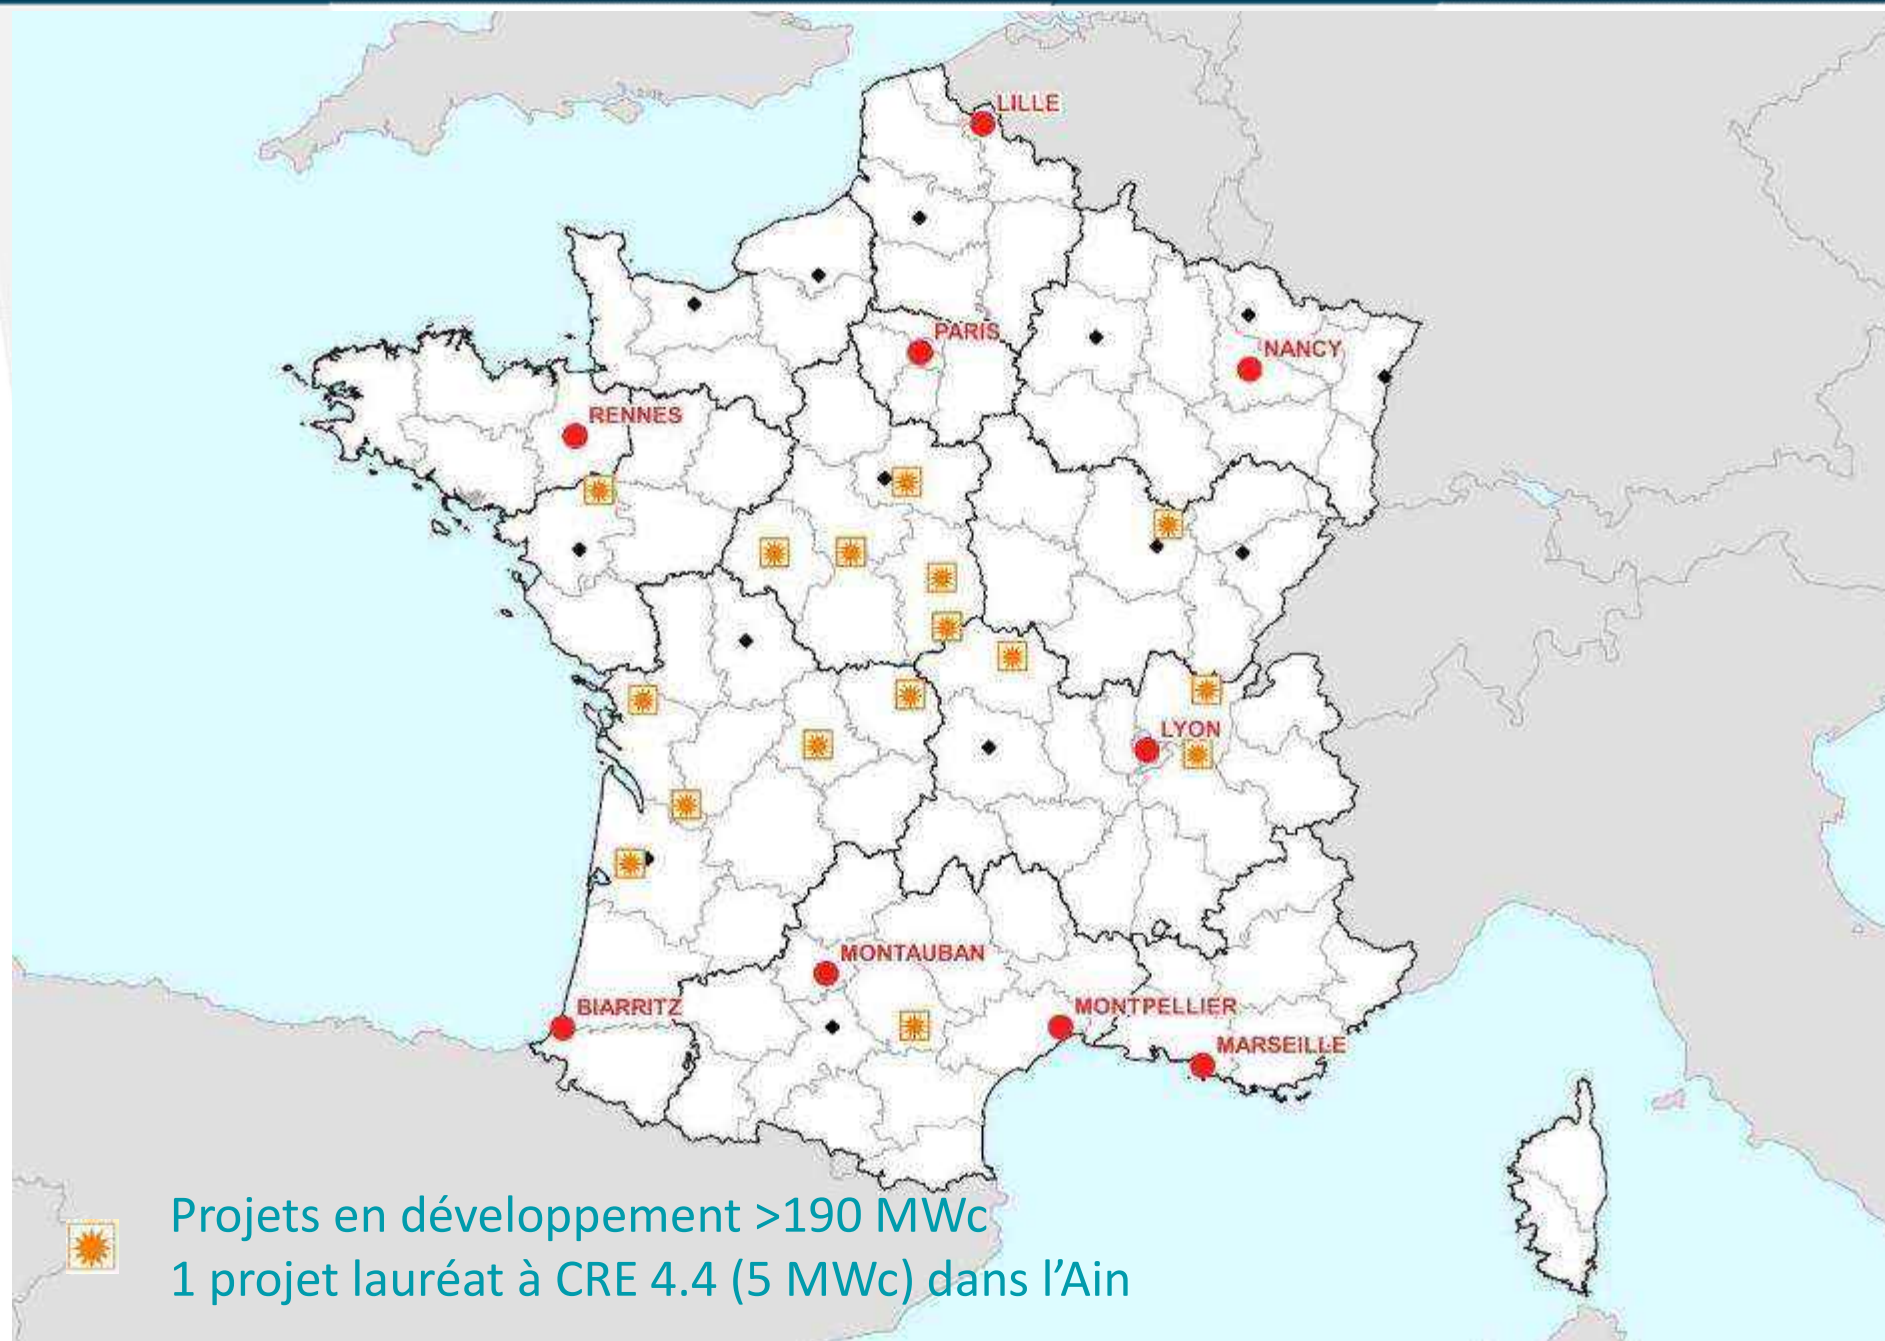 LILLE
PARIS
NANCY
RENNES
LYON
MONTAUBAN
BIARRITZ
MONTPELLIER
MARSEILLE
Projets en développement >190 MWc
1 projet lauréat à CRE 4.4 (5 MWc) dans l’Ain